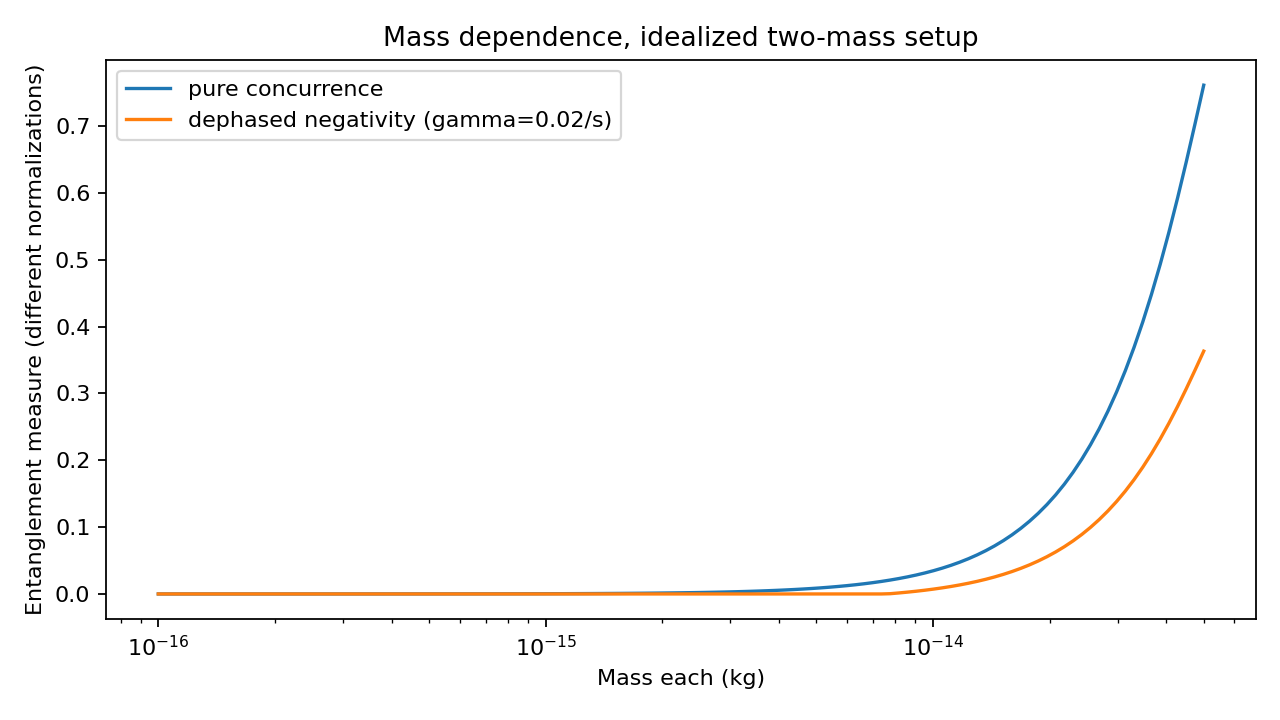 Mass dependence, idealized two-mass setup
pure concurrence
dephased negativity (gamma=0.02/s)
Entanglement measure (different normalizations)
0.7
0.6
0.5
0.4
0.3
0.2
0.1
0.0
10⁻¹⁶
10⁻¹⁵
10⁻¹⁴
Mass each (kg)